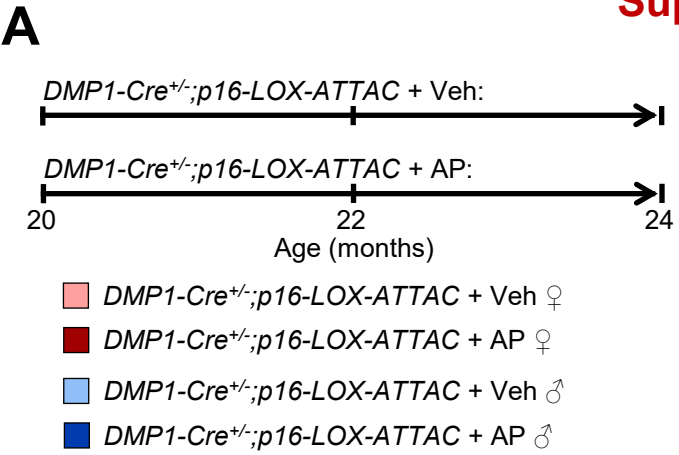 Sup
A
DMP1-Cre+/-;p16-LOX-ATTAC + Veh:
DMP1-Cre+/-;p16-LOX-ATTAC + AP:
20 22 24
Age (months)
DMP1-Cre+/-;p16-LOX-ATTAC + Veh ♀
DMP1-Cre+/-;p16-LOX-ATTAC + AP ♀
DMP1-Cre+/-;p16-LOX-ATTAC + Veh ♂
DMP1-Cre+/-;p16-LOX-ATTAC + AP ♂